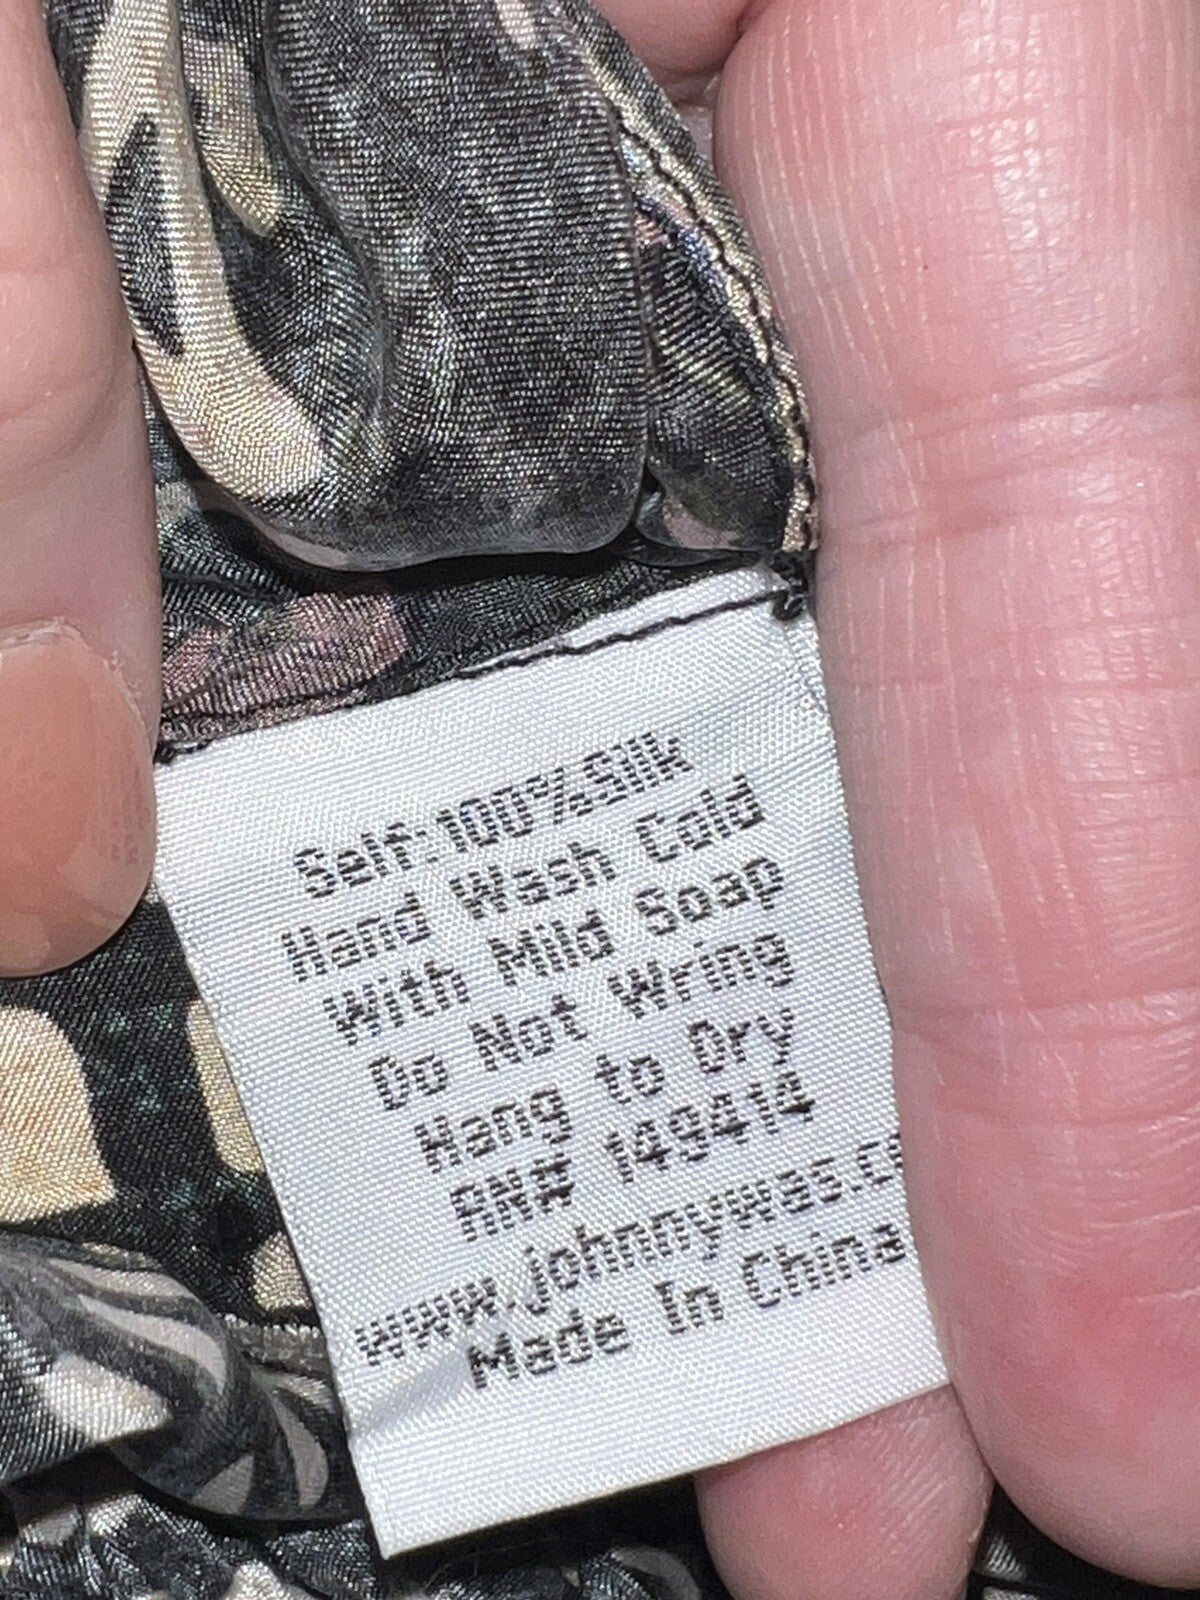 Self:100%Silk
Hand Wash Cold
With Mild Soap
Do Not Wring
Hang to Dry
RN# 149414
www.johnnywas.co
Made In China